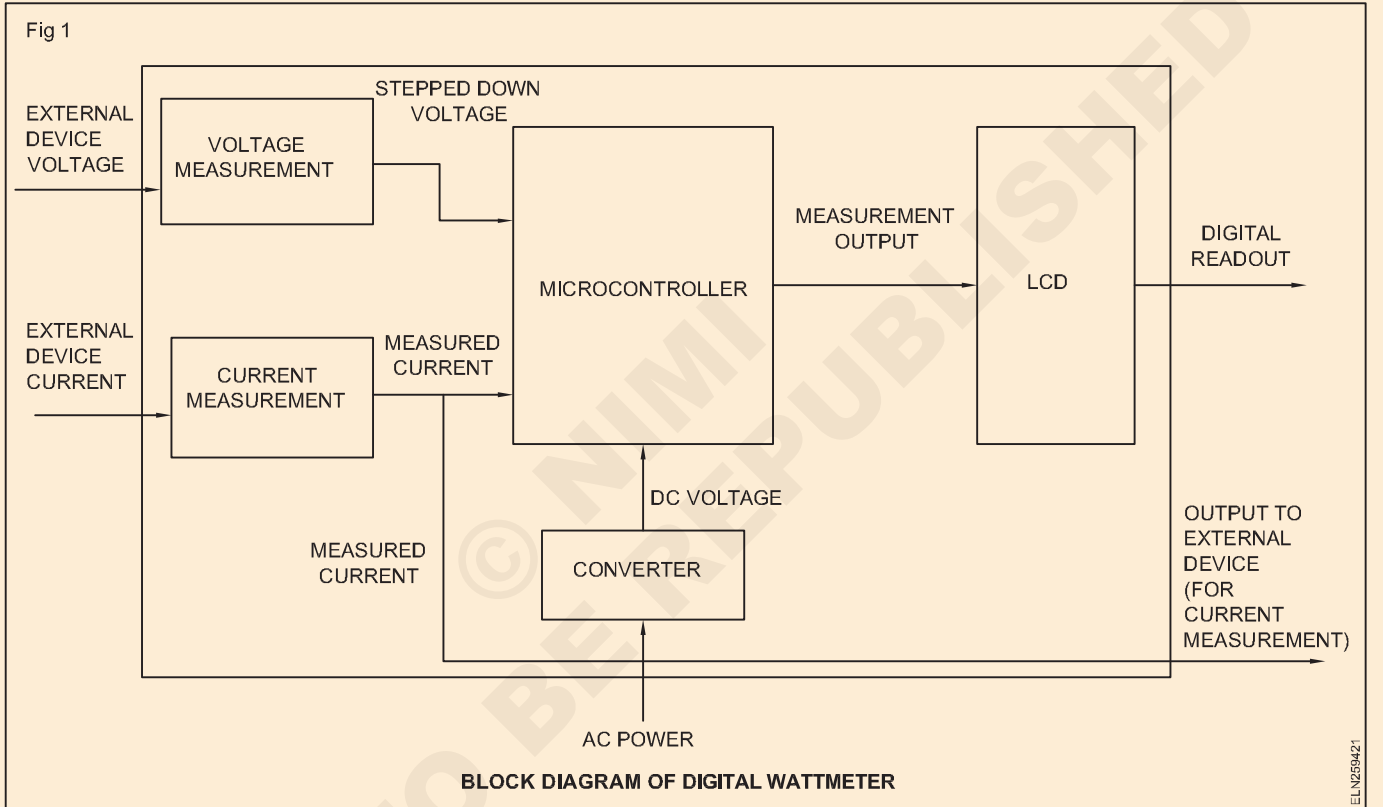 Fig 1
EXTERNAL
DEVICE
VOLTAGE
VOLTAGE
MEASUREMENT
STEPPED DOWN
VOLTAGE
MICROCONTROLLER
MEASUREMENT
OUTPUT
LCD
DIGITAL
READOUT
EXTERNAL
DEVICE
CURRENT
CURRENT
MEASUREMENT
MEASURED
CURRENT
DC VOLTAGE
MEASURED
CURRENT
CONVERTER
OUTPUT TO
EXTERNAL
DEVICE
(FOR
CURRENT
MEASUREMENT)
AC POWER
BLOCK DIAGRAM OF DIGITAL WATTMETER
ELN259421
© NIMI
TO BE REPUBLISHED